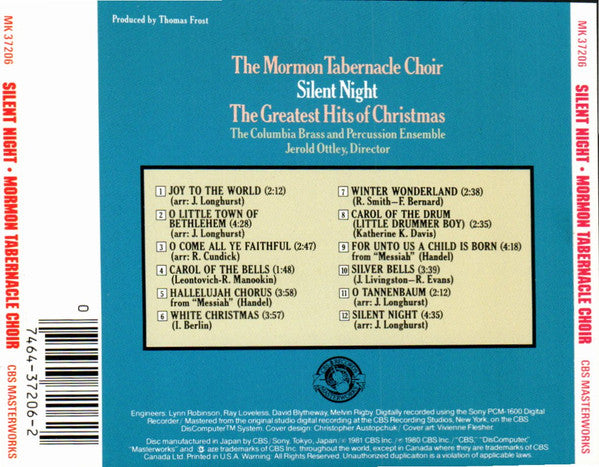 MK 37206
SILENT NIGHT • MORMON TABERNACLE CHOIR
CBS MASTERWORKS
0
7464-37206-2
Produced by Thomas Frost
The Mormon Tabernacle Choir
Silent Night
The Greatest Hits of Christmas
The Columbia Brass and Percussion Ensemble
Jerold Ottley, Director
1 JOY TO THE WORLD (2:12)
(arr: J. Longhurst)
2 O LITTLE TOWN OF
BETHLEHEM (4:28)
(arr: J. Longhurst)
3 O COME ALL YE FAITHFUL (2:47)
(arr: R. Cundick)
4 CAROL OF THE BELLS (1:48)
(Leontovich-R. Manookin)
5 HALLELUJAH CHORUS (3:58)
from "Messiah" (Handel)
6 WHITE CHRISTMAS (3:57)
(I. Berlin)
7 WINTER WONDERLAND (2:38)
(R. Smith–F. Bernard)
8 CAROL OF THE DRUM
(LITTLE DRUMMER BOY) (2:35)
(Katherine K. Davis)
9 FOR UNTO US A CHILD IS BORN (4:18)
from "Messiah" (Handel)
10 SILVER BELLS (3:39)
(J. Livingston–R. Evans)
11 O TANNENBAUM (2:12)
(arr: J. Longhurst)
12 SILENT NIGHT (4:35)
(arr: J. Longhurst)
MASTERWORKS
Engineers: Lynn Robinson, Ray Loveless, David Blytheway, Melvin Rigby Digitally recorded using the Sony PCM-1600 Digital
Recorder./Mastered from the original studio digital recording at the CBS Recording Studios, New York, on the CBS
DisComputer™ System. Cover design: Christopher Austopchuk/Cover art: Vivienne Flesher.
Disc manufactured in Japan by CBS/Sony, Tokyo, Japan/© 1981 CBS Inc./℗ 1980 CBS Inc./"CBS," "DisComputer,"
"Masterworks" and are trademarks of CBS Inc. throughout the world, except in Canada where they are trademarks of CBS
Canada Ltd. Printed in U.S.A. Warning: All Rights Reserved. Unauthorized duplication is a violation of applicable laws.
MK 37206
SILENT NIGHT • MORMON TABERNACLE CHOIR
CBS MASTERWORKS